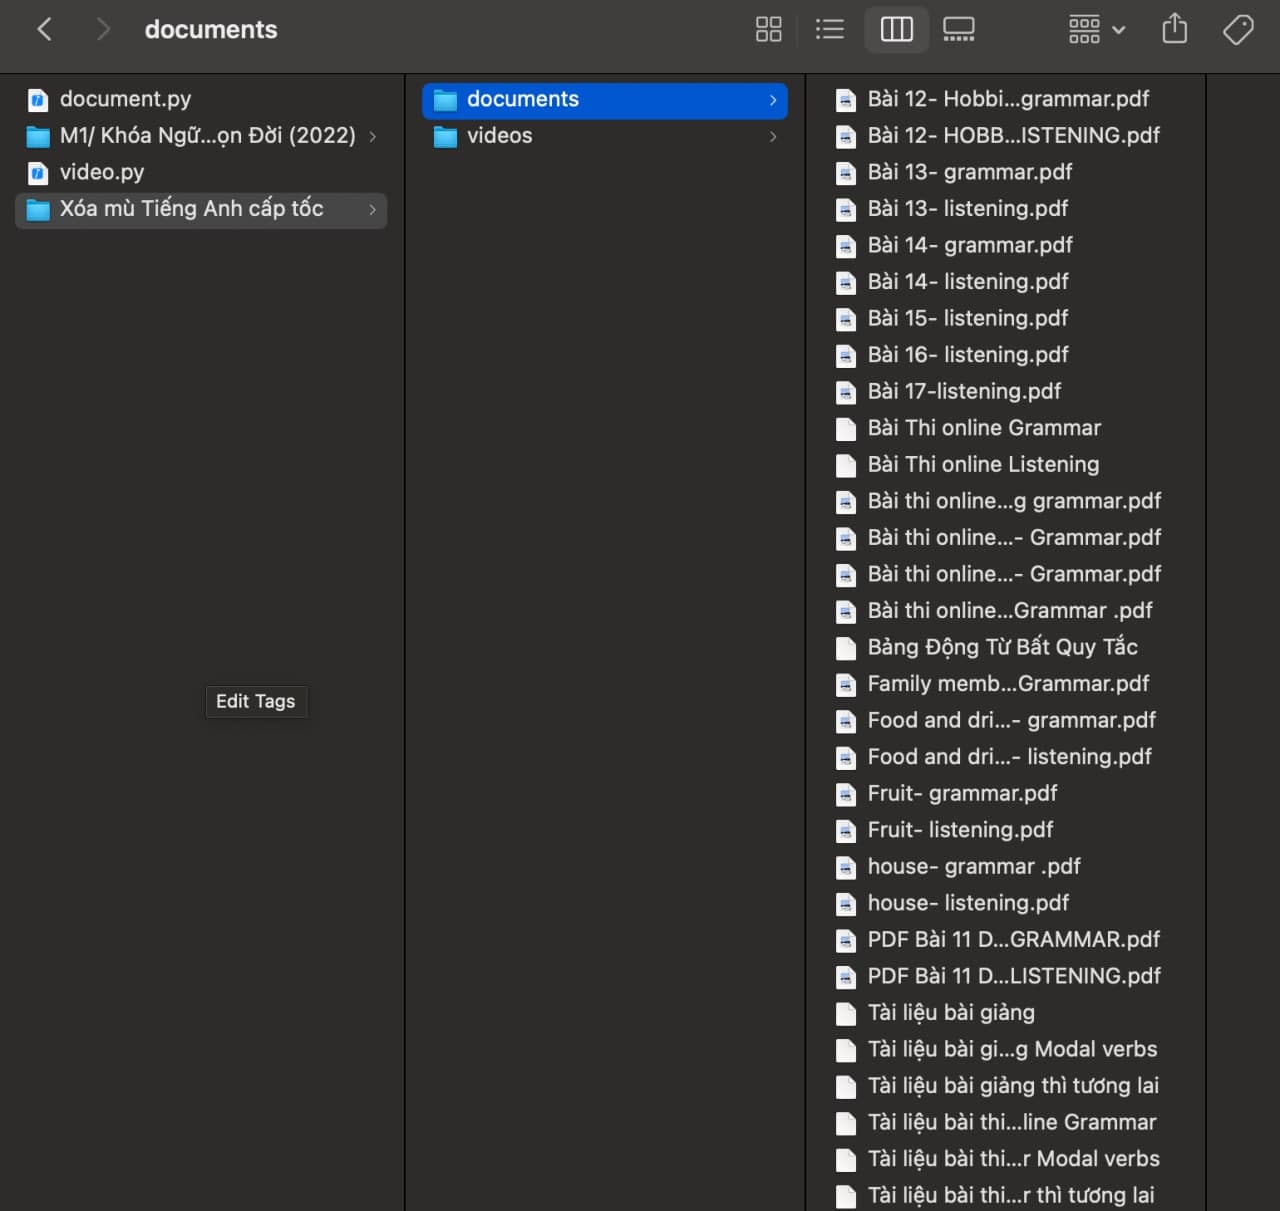 documents
document.py
M1/ Khóa Ngữ...ọn Đời (2022)
video.py
Xóa mù Tiếng Anh cấp tốc
Edit Tags
documents
videos
Bài 12- Hobbi...grammar.pdf
Bài 12- HOBB...ISTENING.pdf
Bài 13- grammar.pdf
Bài 13- listening.pdf
Bài 14- grammar.pdf
Bài 14- listening.pdf
Bài 15- listening.pdf
Bài 16- listening.pdf
Bài 17-listening.pdf
Bài Thi online Grammar
Bài Thi online Listening
Bài thi online...g grammar.pdf
Bài thi online...- Grammar.pdf
Bài thi online...- Grammar.pdf
Bài thi online...Grammar .pdf
Bảng Động Từ Bất Quy Tắc
Family memb...Grammar.pdf
Food and dri...- grammar.pdf
Food and dri...- listening.pdf
Fruit- grammar.pdf
Fruit- listening.pdf
house- grammar .pdf
house- listening.pdf
PDF Bài 11 D...GRAMMAR.pdf
PDF Bài 11 D...LISTENING.pdf
Tài liệu bài giảng
Tài liệu bài gi...g Modal verbs
Tài liệu bài giảng thì tương lai
Tài liệu bài thi...line Grammar
Tài liệu bài thi...r Modal verbs
Tài liệu bài thi...r thì tương lai